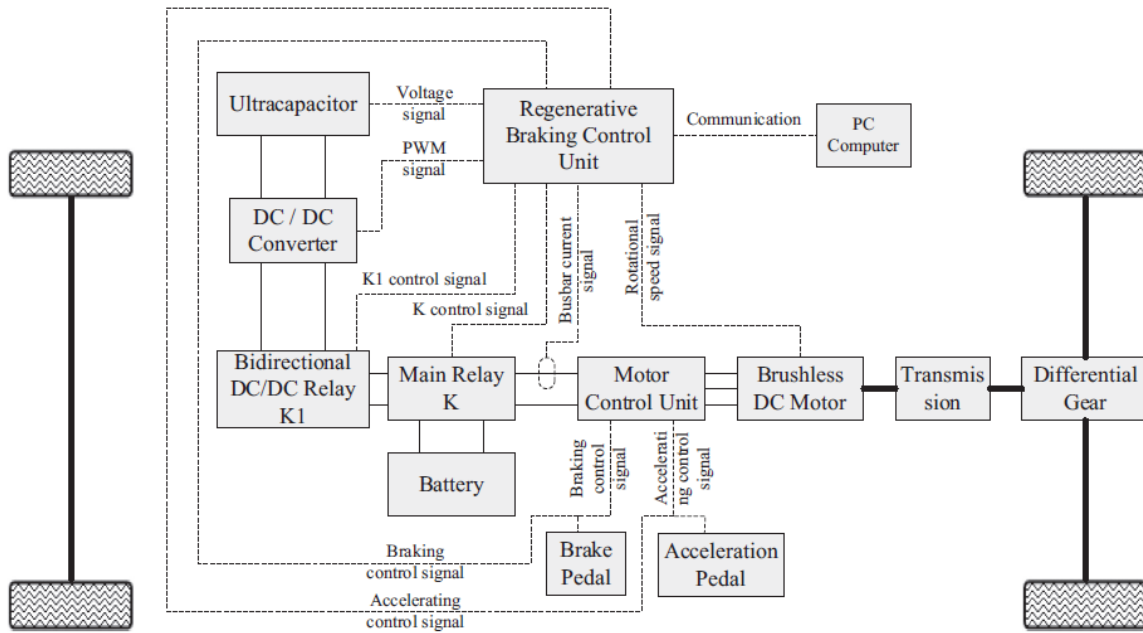 Ultracapacitor
Voltage
signal
Regenerative
Braking Control
Unit
Communication
PC
Computer
PWM
signal
DC / DC
Converter
K1 control signal
K control signal
Busbar current
signal
Rotational
speed signal
Bidirectional
DC/DC Relay
K1
Main Relay
K
Motor
Control Unit
Brushless
DC Motor
Transmis
sion
Differential
Gear
Battery
Braking
control
signal
Accelerati
ng control
signal
Brake
Pedal
Acceleration
Pedal
Braking
control signal
Accelerating
control signal